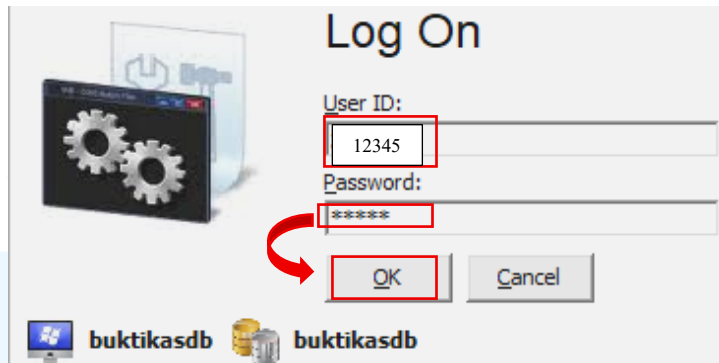 Log On
User ID:
12345
Password:
*****
OK
Cancel
buktikasdb
buktikasdb